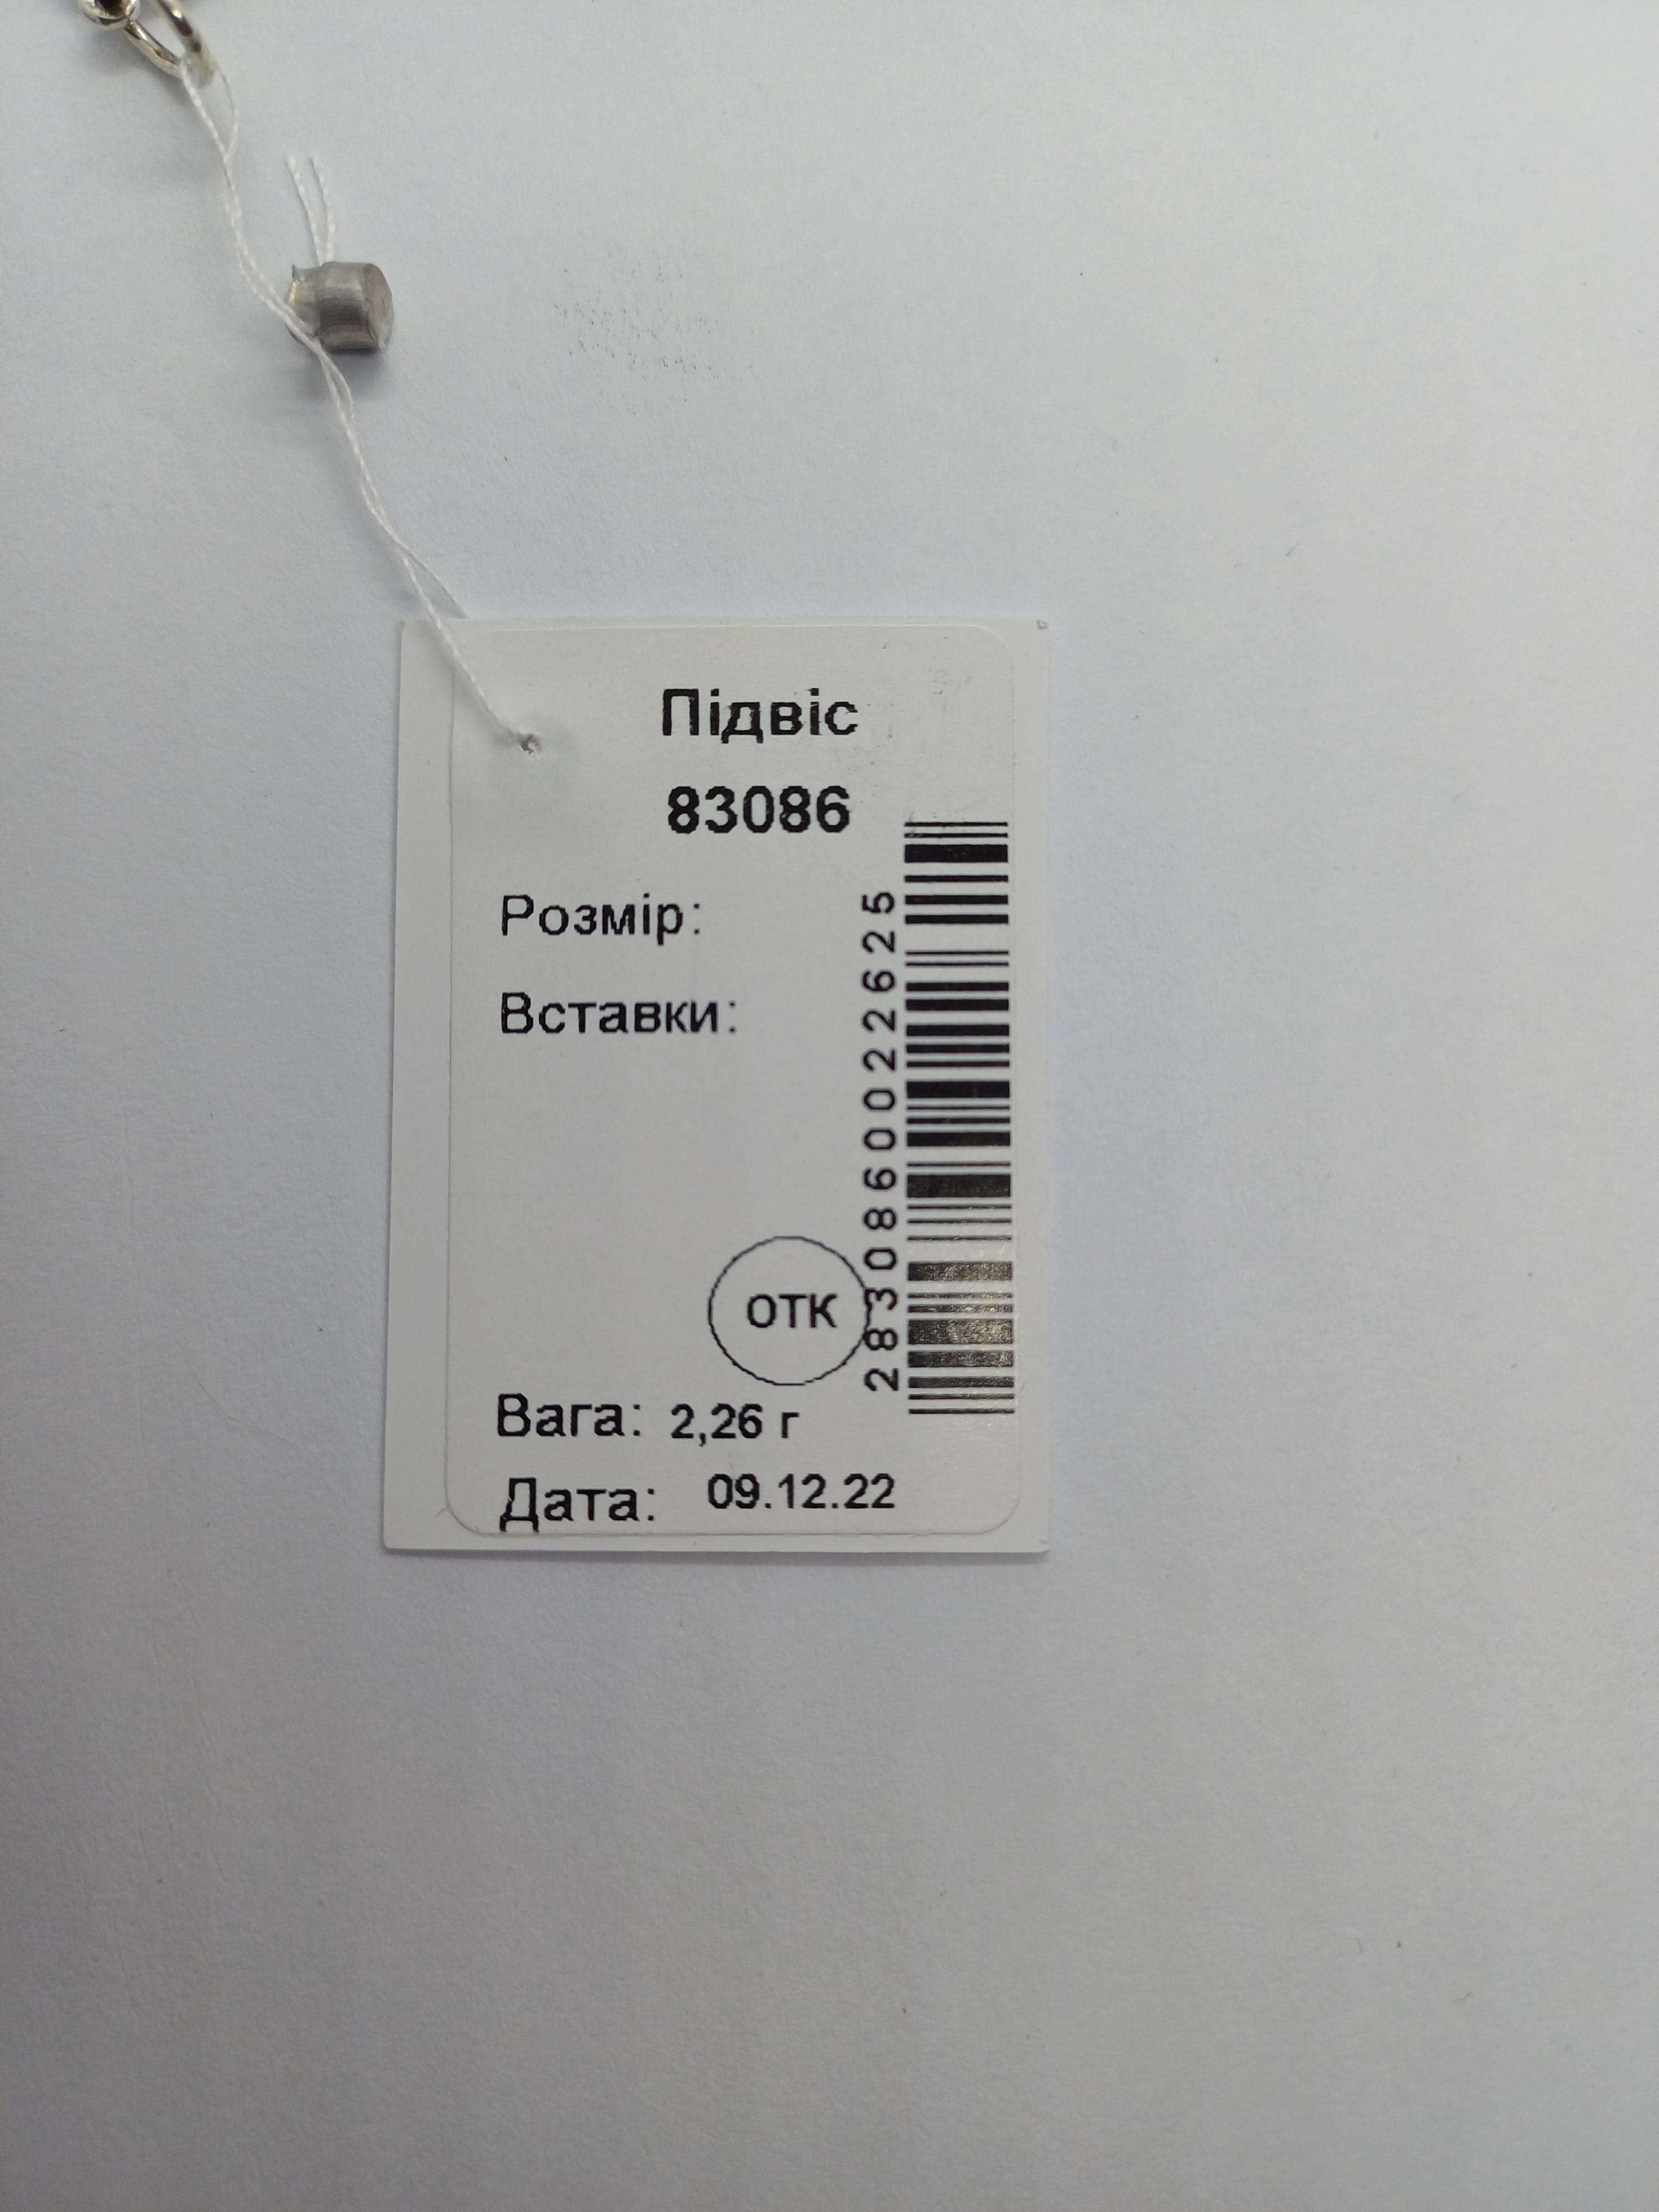 Підвіс
83086
Розмір:
Вставки:
2830860022625
ОТК
Вага: 2,26 г
Дата: 09.12.22